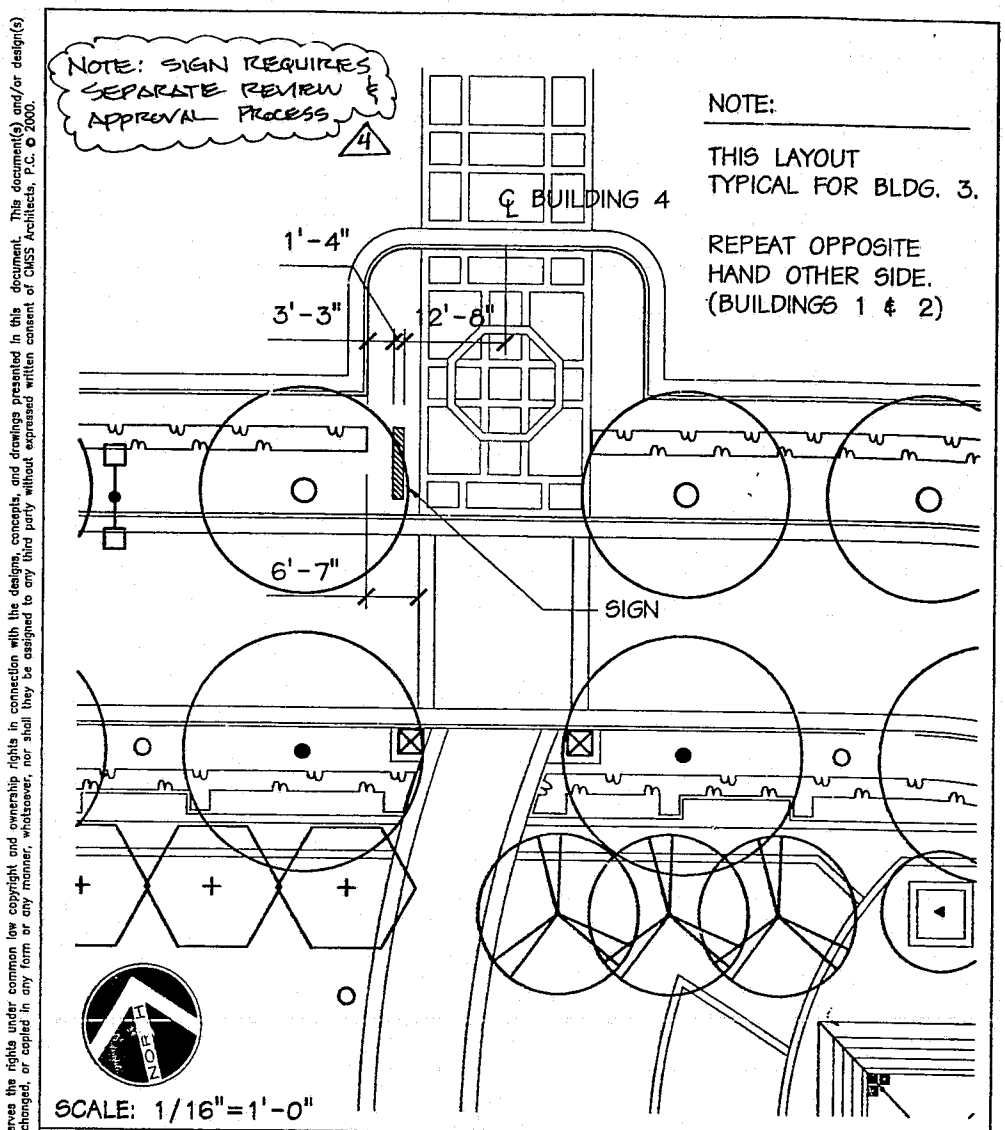 NOTE: SIGN REQUIRES
SEPARATE REVIEW &
APPROVAL PROCESS
4
NOTE:
THIS LAYOUT
TYPICAL FOR BLDG. 3.
REPEAT OPPOSITE
HAND OTHER SIDE.
(BUILDINGS 1 & 2)
℄ BUILDING 4
1'-4"
3'-3"
12'-8"
6'-7"
SIGN
NORTH
SCALE: 1/16"=1'-0"
erves the rights under common law copyright and ownership rights in connection with the designs, concepts, and drawings presented in this document. This document(s) and/or design(s)
changed, or copied in any form or any manner, whatsoever, nor shall they be assigned to any third party without expressed written consent of CMSS Architects, P.C. © 2000.